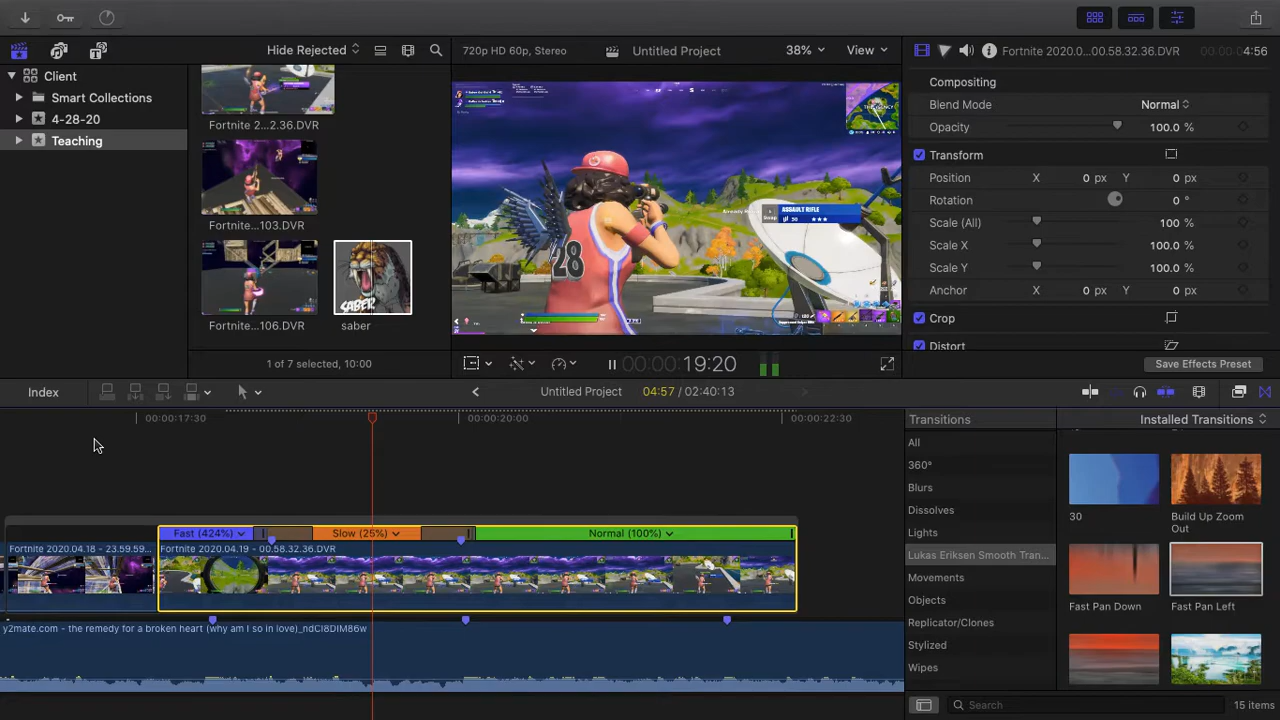 Hide Rejected
720p HD 60p, Stereo
Untitled Project
38%
View
Fortnite 2020.0...00.58.32.36.DVR
4:56
Client
Smart Collections
4-28-20
Teaching
Fortnite 2...2.36.DVR
Fortnite...103.DVR
Fortnite...106.DVR
SABER
saber
1 of 7 selected, 10:00
ASSAULT RIFLE
Swap
28
THE AGENCY
Compositing
Blend Mode
Normal
Opacity
100.0 %
Transform
Position
X
0 px
Y
0 px
Rotation
0 °
Scale (All)
100 %
Scale X
100.0 %
Scale Y
100.0 %
Anchor
X
0 px
Y
0 px
Crop
Distort
00:00:19:20
Save Effects Preset
Index
Untitled Project
04:57 / 02:40:13
00:00:17:30
00:00:20:00
00:00:22:30
Fast (424%)
Slow (25%)
Normal (100%)
Fortnite 2020.04.18 - 23.59.59...
Fortnite 2020.04.19 - 00.58.32.36.DVR
y2mate.com - the remedy for a broken heart (why am I so in love)_ndCI8DIM86w
Transitions
Installed Transitions
All
360°
Blurs
Dissolves
Lights
Lukas Eriksen Smooth Tran...
Movements
Objects
Replicator/Clones
Stylized
Wipes
30
Build Up Zoom
Out
Fast Pan Down
Fast Pan Left
Search
15 items